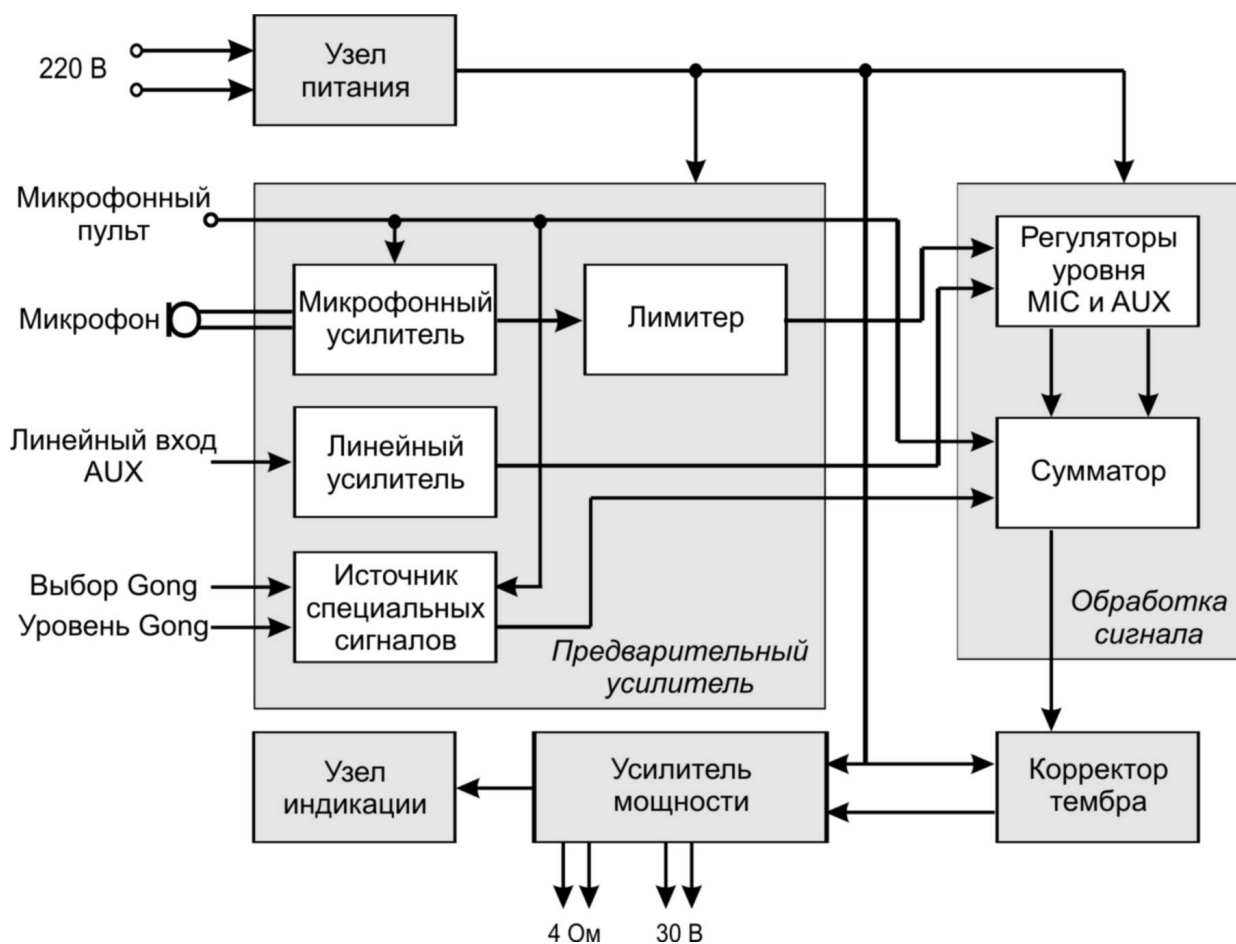 220 В
Узел
питания
Микрофонный
пульт
Микрофон
Микрофонный
усилитель
Лимитер
Регуляторы
уровня
MIC и AUX
Линейный вход
AUX
Линейный
усилитель
Сумматор
Выбор Gong
Уровень Gong
Источник
специальных
сигналов
Предварительный
усилитель
Обработка
сигнала
Узел
индикации
Усилитель
мощности
Корректор
тембра
4 Ом
30 В